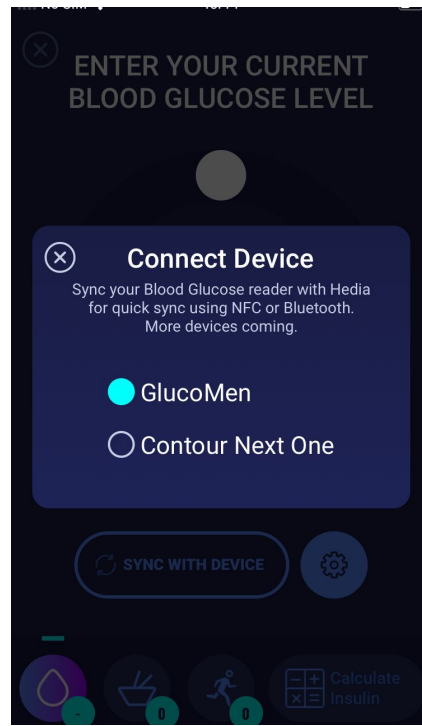 ENTER YOUR CURRENT
BLOOD GLUCOSE LEVEL
Connect Device
Sync your Blood Glucose reader with Hedia
for quick sync using NFC or Bluetooth.
More devices coming.
GlucoMen
Contour Next One
SYNC WITH DEVICE
-
0
0
Calculate
Insulin